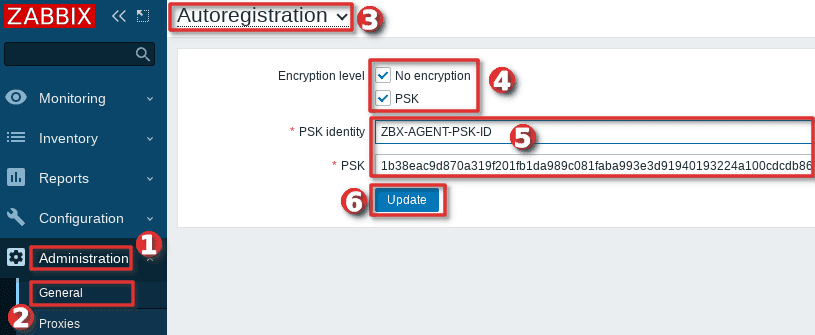 ZABBIX
Autoregistration
3
Encryption level
No encryption
4
PSK
Monitoring
Inventory
* PSK identity
ZBX-AGENT-PSK-ID
5
* PSK
1b38eac9d870a319f201fb1da989c081faba993e3d91940193224a100cdcdb86
Reports
6
Update
Configuration
1
Administration
General
2
Proxies